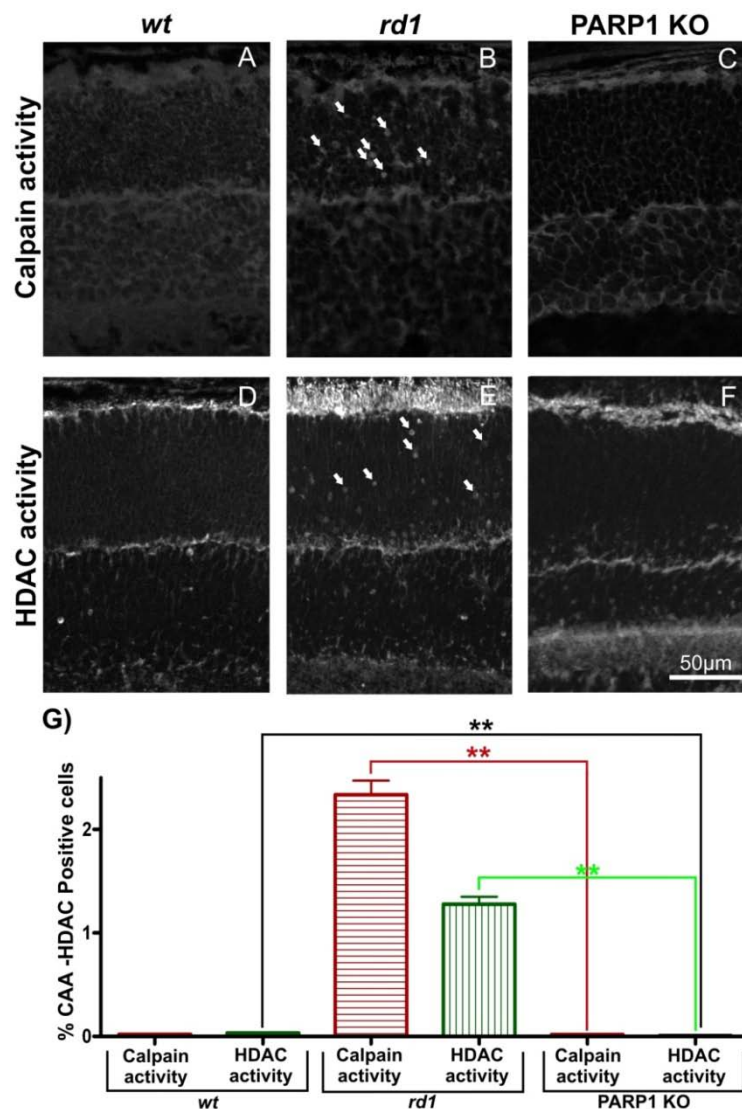 wt rd1 PARP1 KO
Calpain activity
A B C
HDAC activity
D E F
50µm
G)
**
**
**
% CAA -HDAC Positive cells
2
1
0
Calpain activity HDAC activity Calpain activity HDAC activity Calpain activity HDAC activity
wt rd1 PARP1 KO